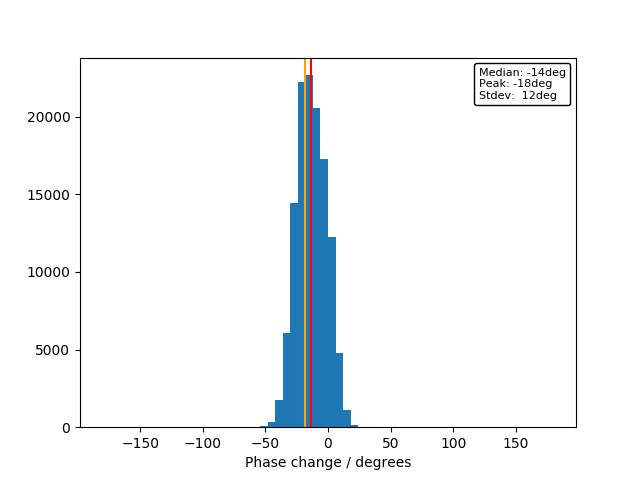 Median: -14deg
Peak: -18deg
Stdev:  12deg
20000
15000
10000
5000
0
−150 −100 −50 0 50 100 150
Phase change / degrees